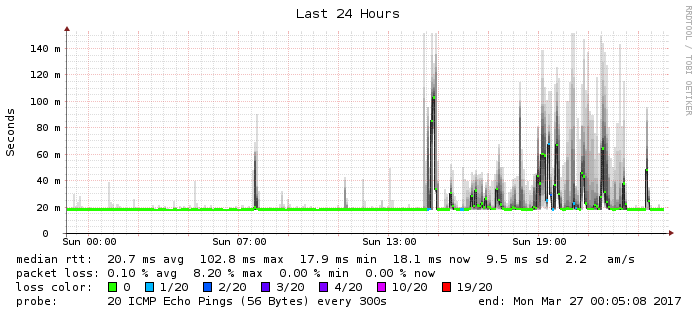 Last 24 Hours
RRDTOOL / TOBI OETIKER
Seconds
140 m
120 m
100 m
80 m
60 m
40 m
20 m
0
Sun 00:00 Sun 07:00 Sun 13:00 Sun 19:00
median rtt: 20.7 ms avg 102.8 ms max 17.9 ms min 18.1 ms now 9.5 ms sd 2.2 am/s
packet loss: 0.10 % avg 8.20 % max 0.00 % min 0.00 % now
loss color: 0 1/20 2/20 3/20 4/20 10/20 19/20
probe: 20 ICMP Echo Pings (56 Bytes) every 300s end: Mon Mar 27 00:05:08 2017